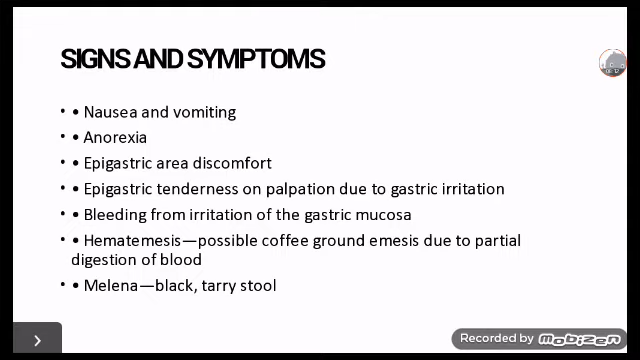 SIGNS AND SYMPTOMS
• • Nausea and vomiting
• • Anorexia
• • Epigastric area discomfort
• • Epigastric tenderness on palpation due to gastric irritation
• • Bleeding from irritation of the gastric mucosa
• • Hematemesis—possible coffee ground emesis due to partial
digestion of blood
• • Melena—black, tarry stool
Recorded by mobizen